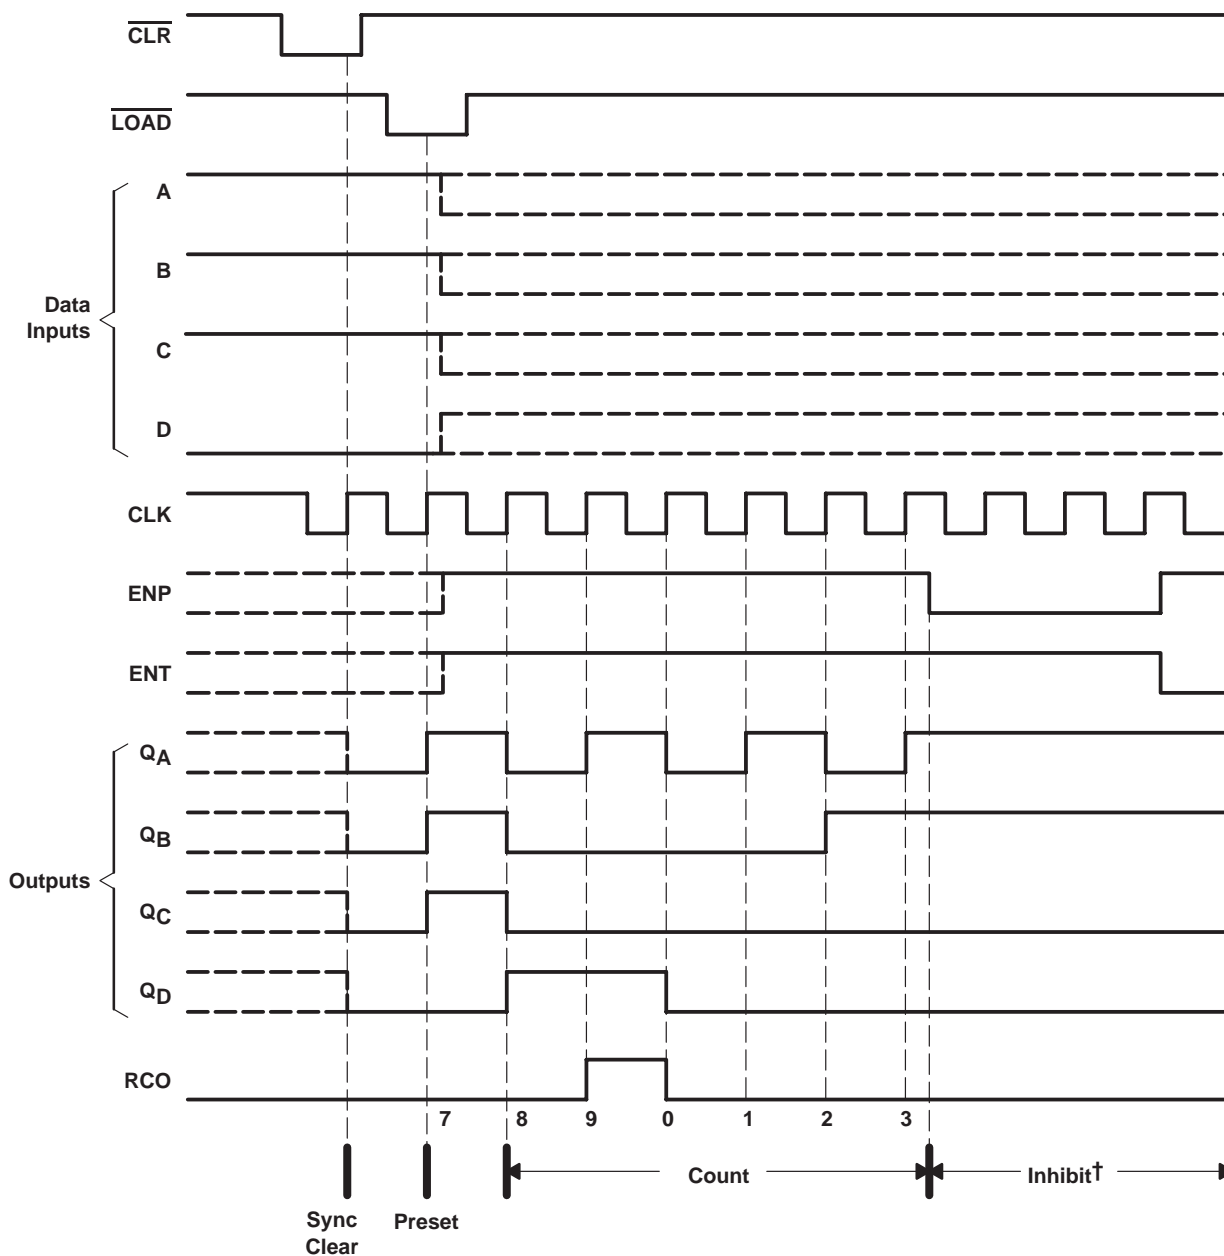 CLR
LOAD
A
B
Data
Inputs
C
D
CLK
ENP
ENT
QA
QB
Outputs
QC
QD
RCO
7 8 9 0 1 2 3
Count Inhibit†
Sync
Clear
Preset